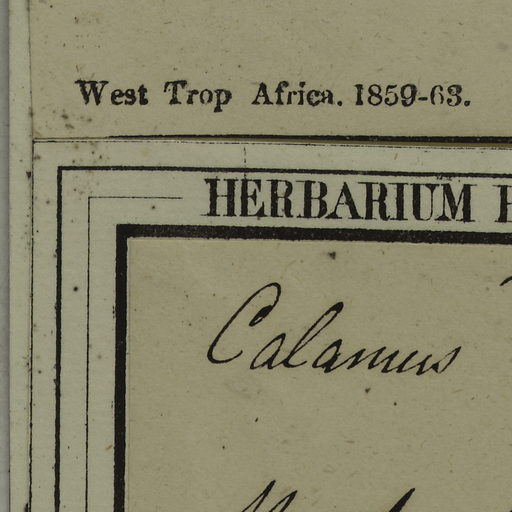 West Trop Africa. 1859-63.
HERBARIUM
Calamus